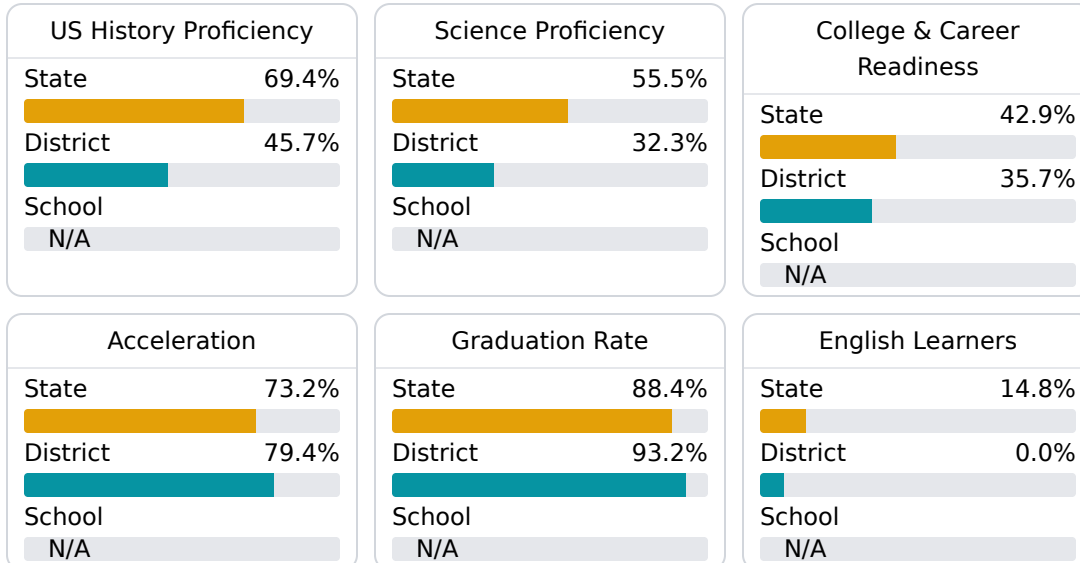 US History Proficiency
State 69.4%
District 45.7%
School
N/A
Science Proficiency
State 55.5%
District 32.3%
School
N/A
College & Career
Readiness
State 42.9%
District 35.7%
School
N/A
Acceleration
State 73.2%
District 79.4%
School
N/A
Graduation Rate
State 88.4%
District 93.2%
School
N/A
English Learners
State 14.8%
District 0.0%
School
N/A